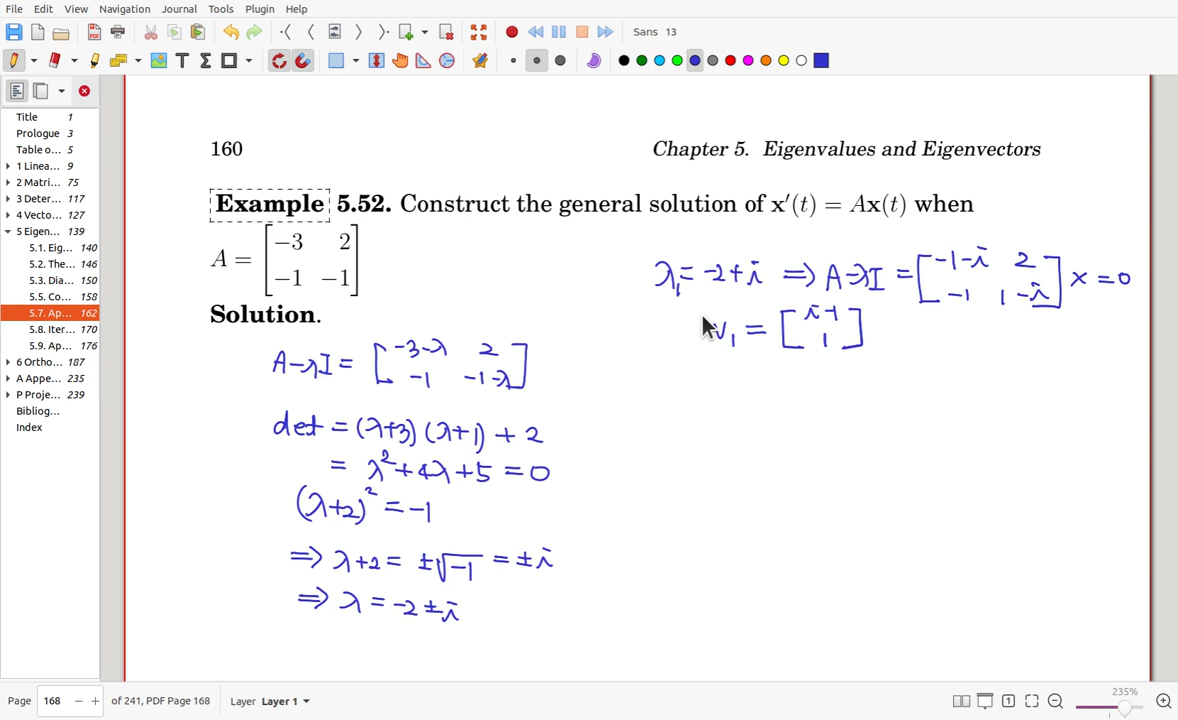 File Edit View Navigation Journal Tools Plugin Help
Sans 13
Title 1
Prologue 3
Table o... 5
1 Linea... 9
2 Matri... 75
3 Deter... 117
4 Vecto... 127
5 Eigen... 139
5.1. Eig... 140
5.2. The... 146
5.3. Dia... 150
5.5. Co... 158
5.7. Ap... 162
5.8. Iter... 170
5.9. Ap... 176
6 Ortho... 187
A Appe... 235
P Proje... 239
Bibliog...
Index
160 Chapter 5. Eigenvalues and Eigenvectors
Example 5.52. Construct the general solution of x′(t) = Ax(t) when
A = [ −3 2
−1 −1 ]
Solution.
A-λI = [ -3-λ 2
-1 -1-λ ]
det = (λ+3)(λ+1) + 2
= λ² + 4λ + 5 = 0
(λ+2)² = -1
⇒ λ+2 = ±√-1 = ±i
⇒ λ = -2 ± i
λ₁ = -2+i ⇒ A-λI = [ -1-i 2
-1 1-i ] x = 0
v₁ = [ i-1
1 ]
Page 168 − + of 241, PDF Page 168 Layer Layer 1 235%